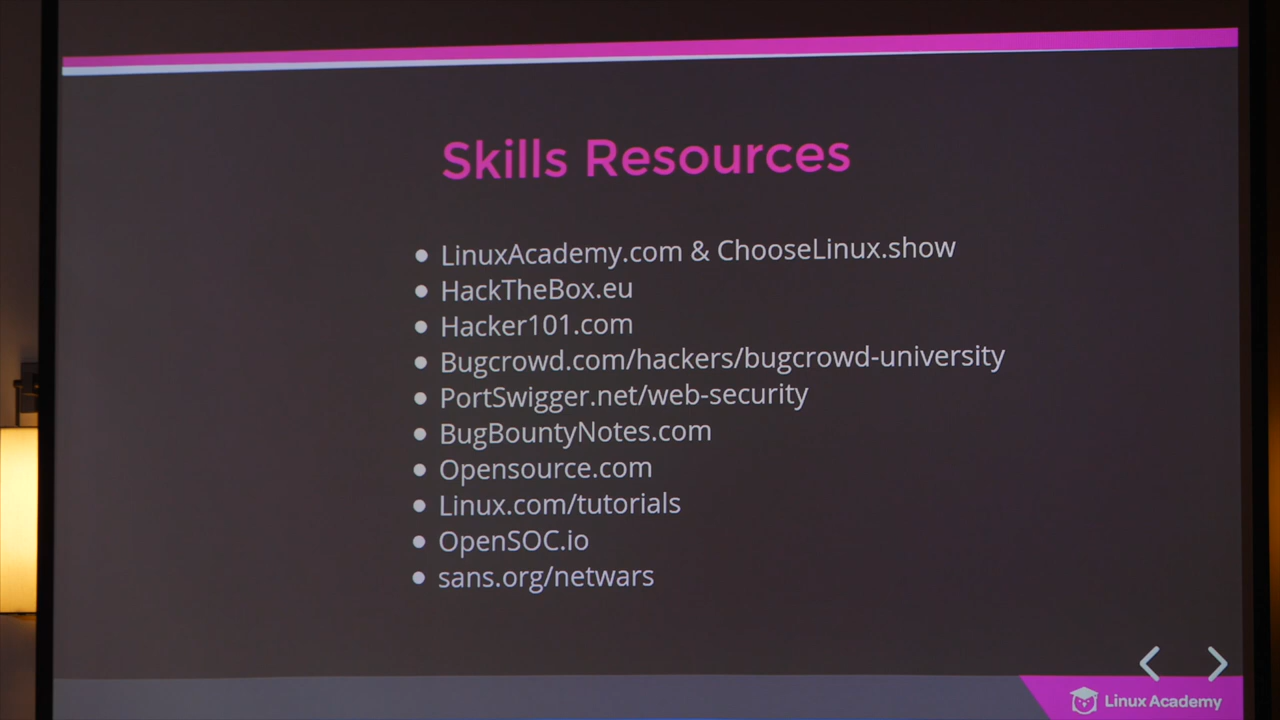 Skills Resources
● LinuxAcademy.com & ChooseLinux.show
● HackTheBox.eu
● Hacker101.com
● Bugcrowd.com/hackers/bugcrowd-university
● PortSwigger.net/web-security
● BugBountyNotes.com
● Opensource.com
● Linux.com/tutorials
● OpenSOC.io
● sans.org/netwars
Linux Academy